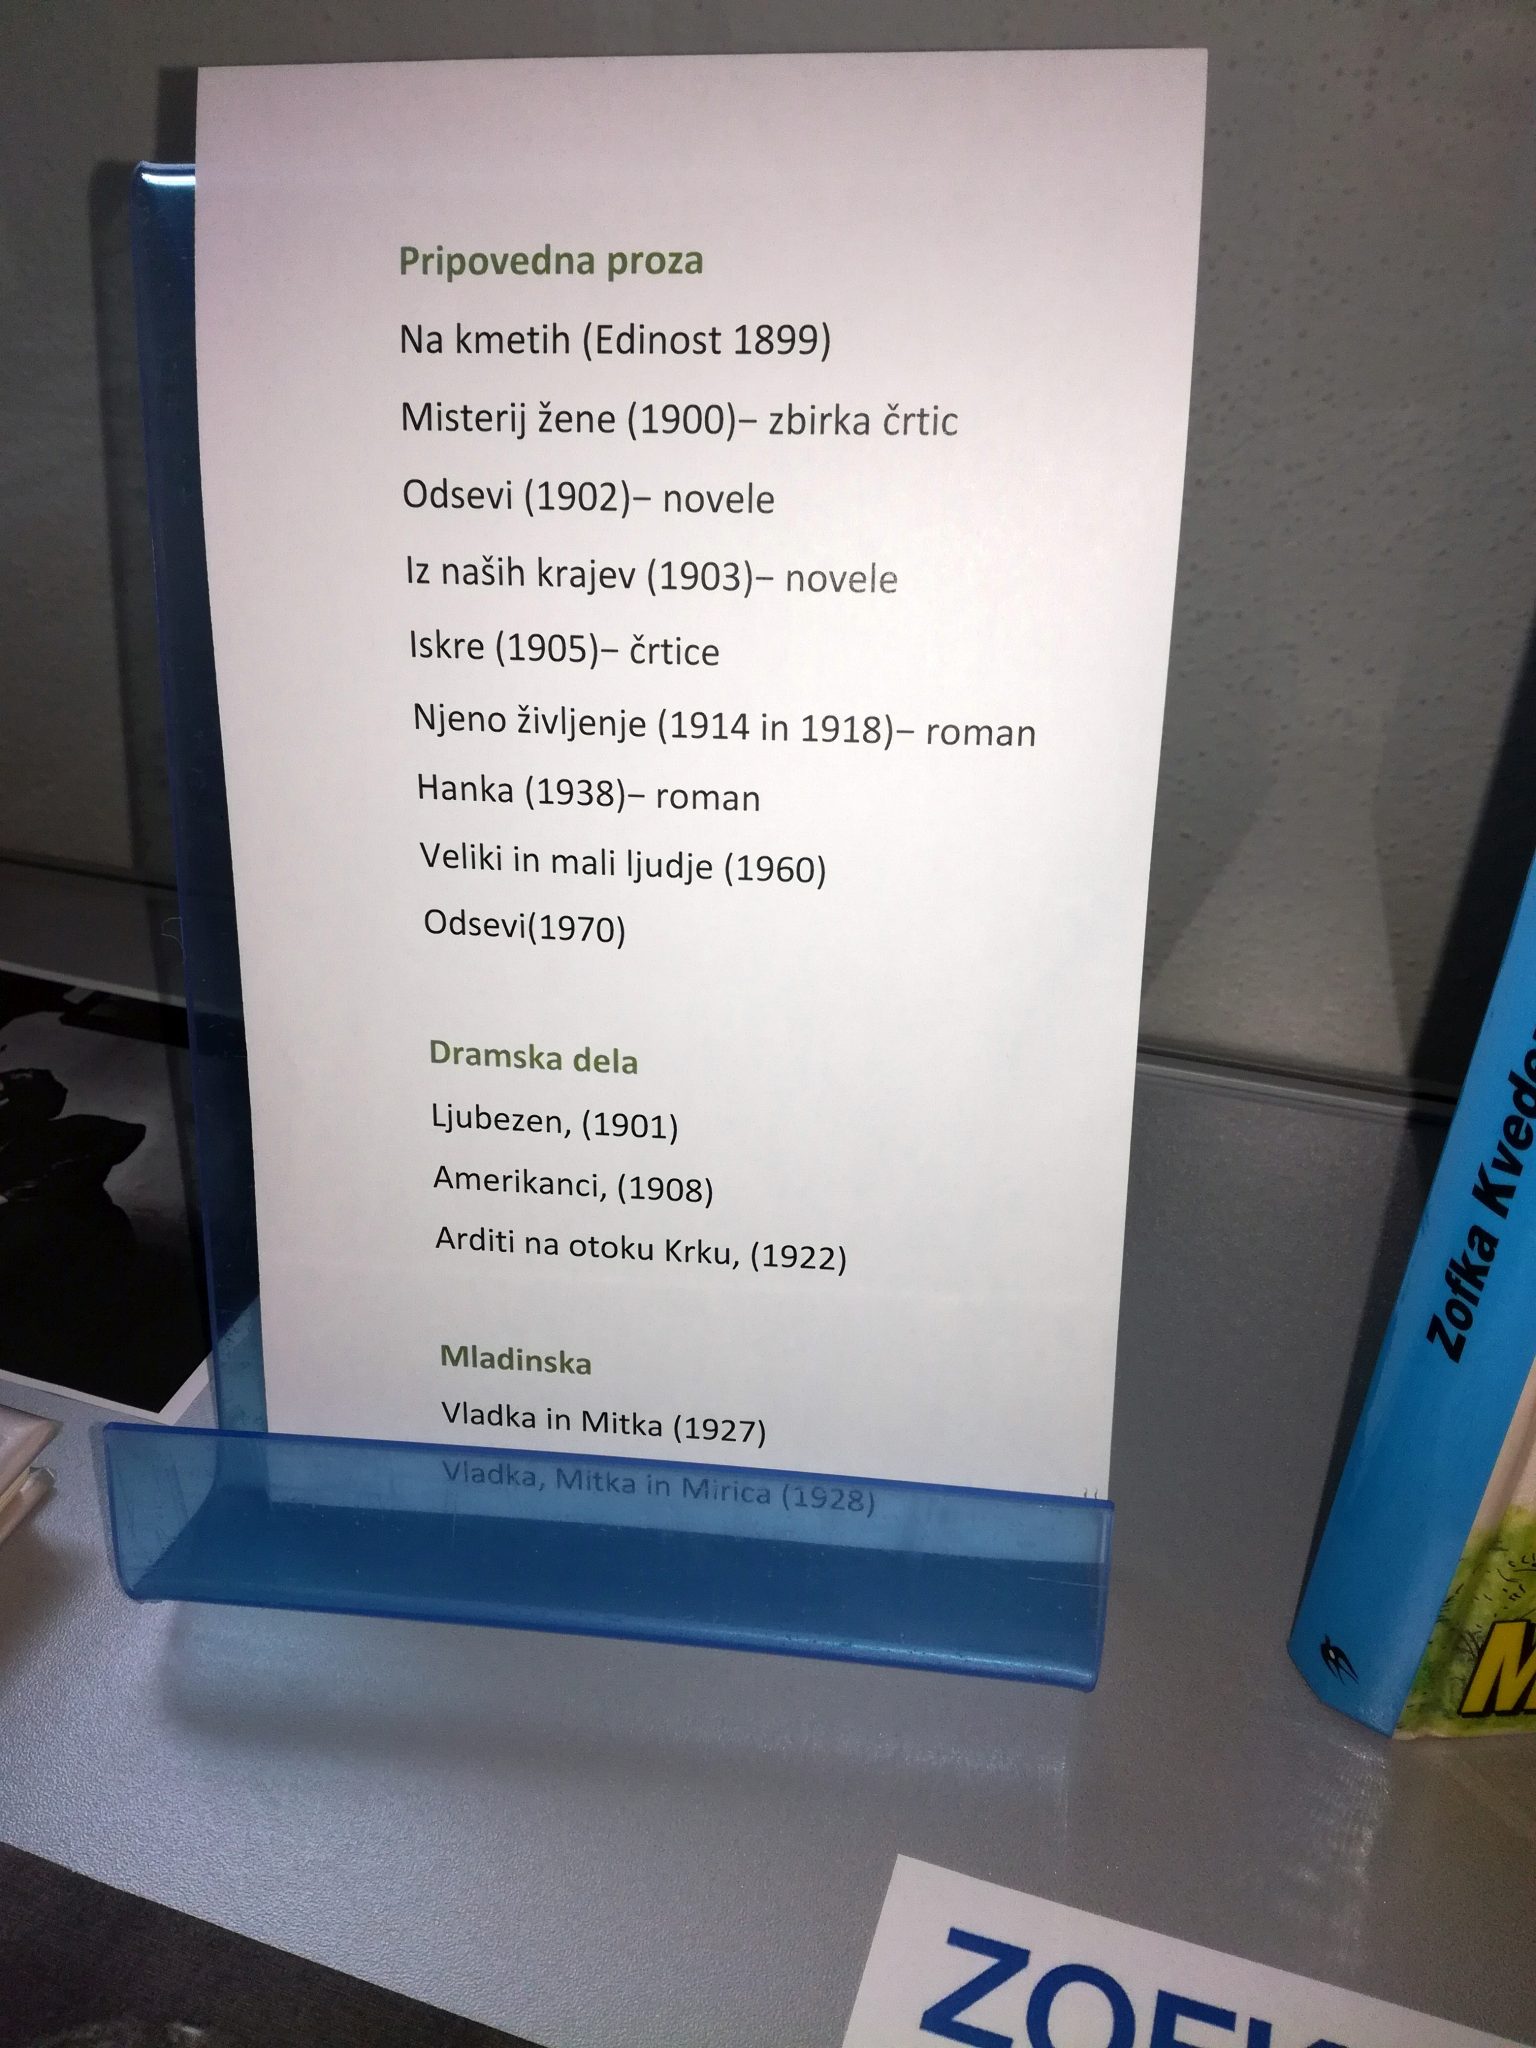 Pripovedna proza
Na kmetih (Edinost 1899)
Misterij žene (1900)– zbirka črtic
Odsevi (1902)– novele
Iz naših krajev (1903)– novele
Iskre (1905)– črtice
Njeno življenje (1914 in 1918)– roman
Hanka (1938)– roman
Veliki in mali ljudje (1960)
Odsevi(1970)
Dramska dela
Ljubezen, (1901)
Amerikanci, (1908)
Arditi na otoku Krku, (1922)
Mladinska
Vladka in Mitka (1927)
Vladka, Mitka in Mirica (1928)
Zofka